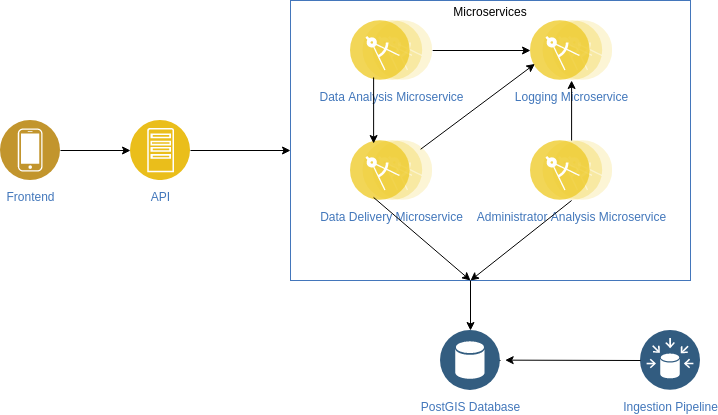 Microservices
Data Analysis Microservice
Logging Microservice
Frontend
API
Data Delivery Microservice
Administrator Analysis Microservice
PostGIS Database
Ingestion Pipeline